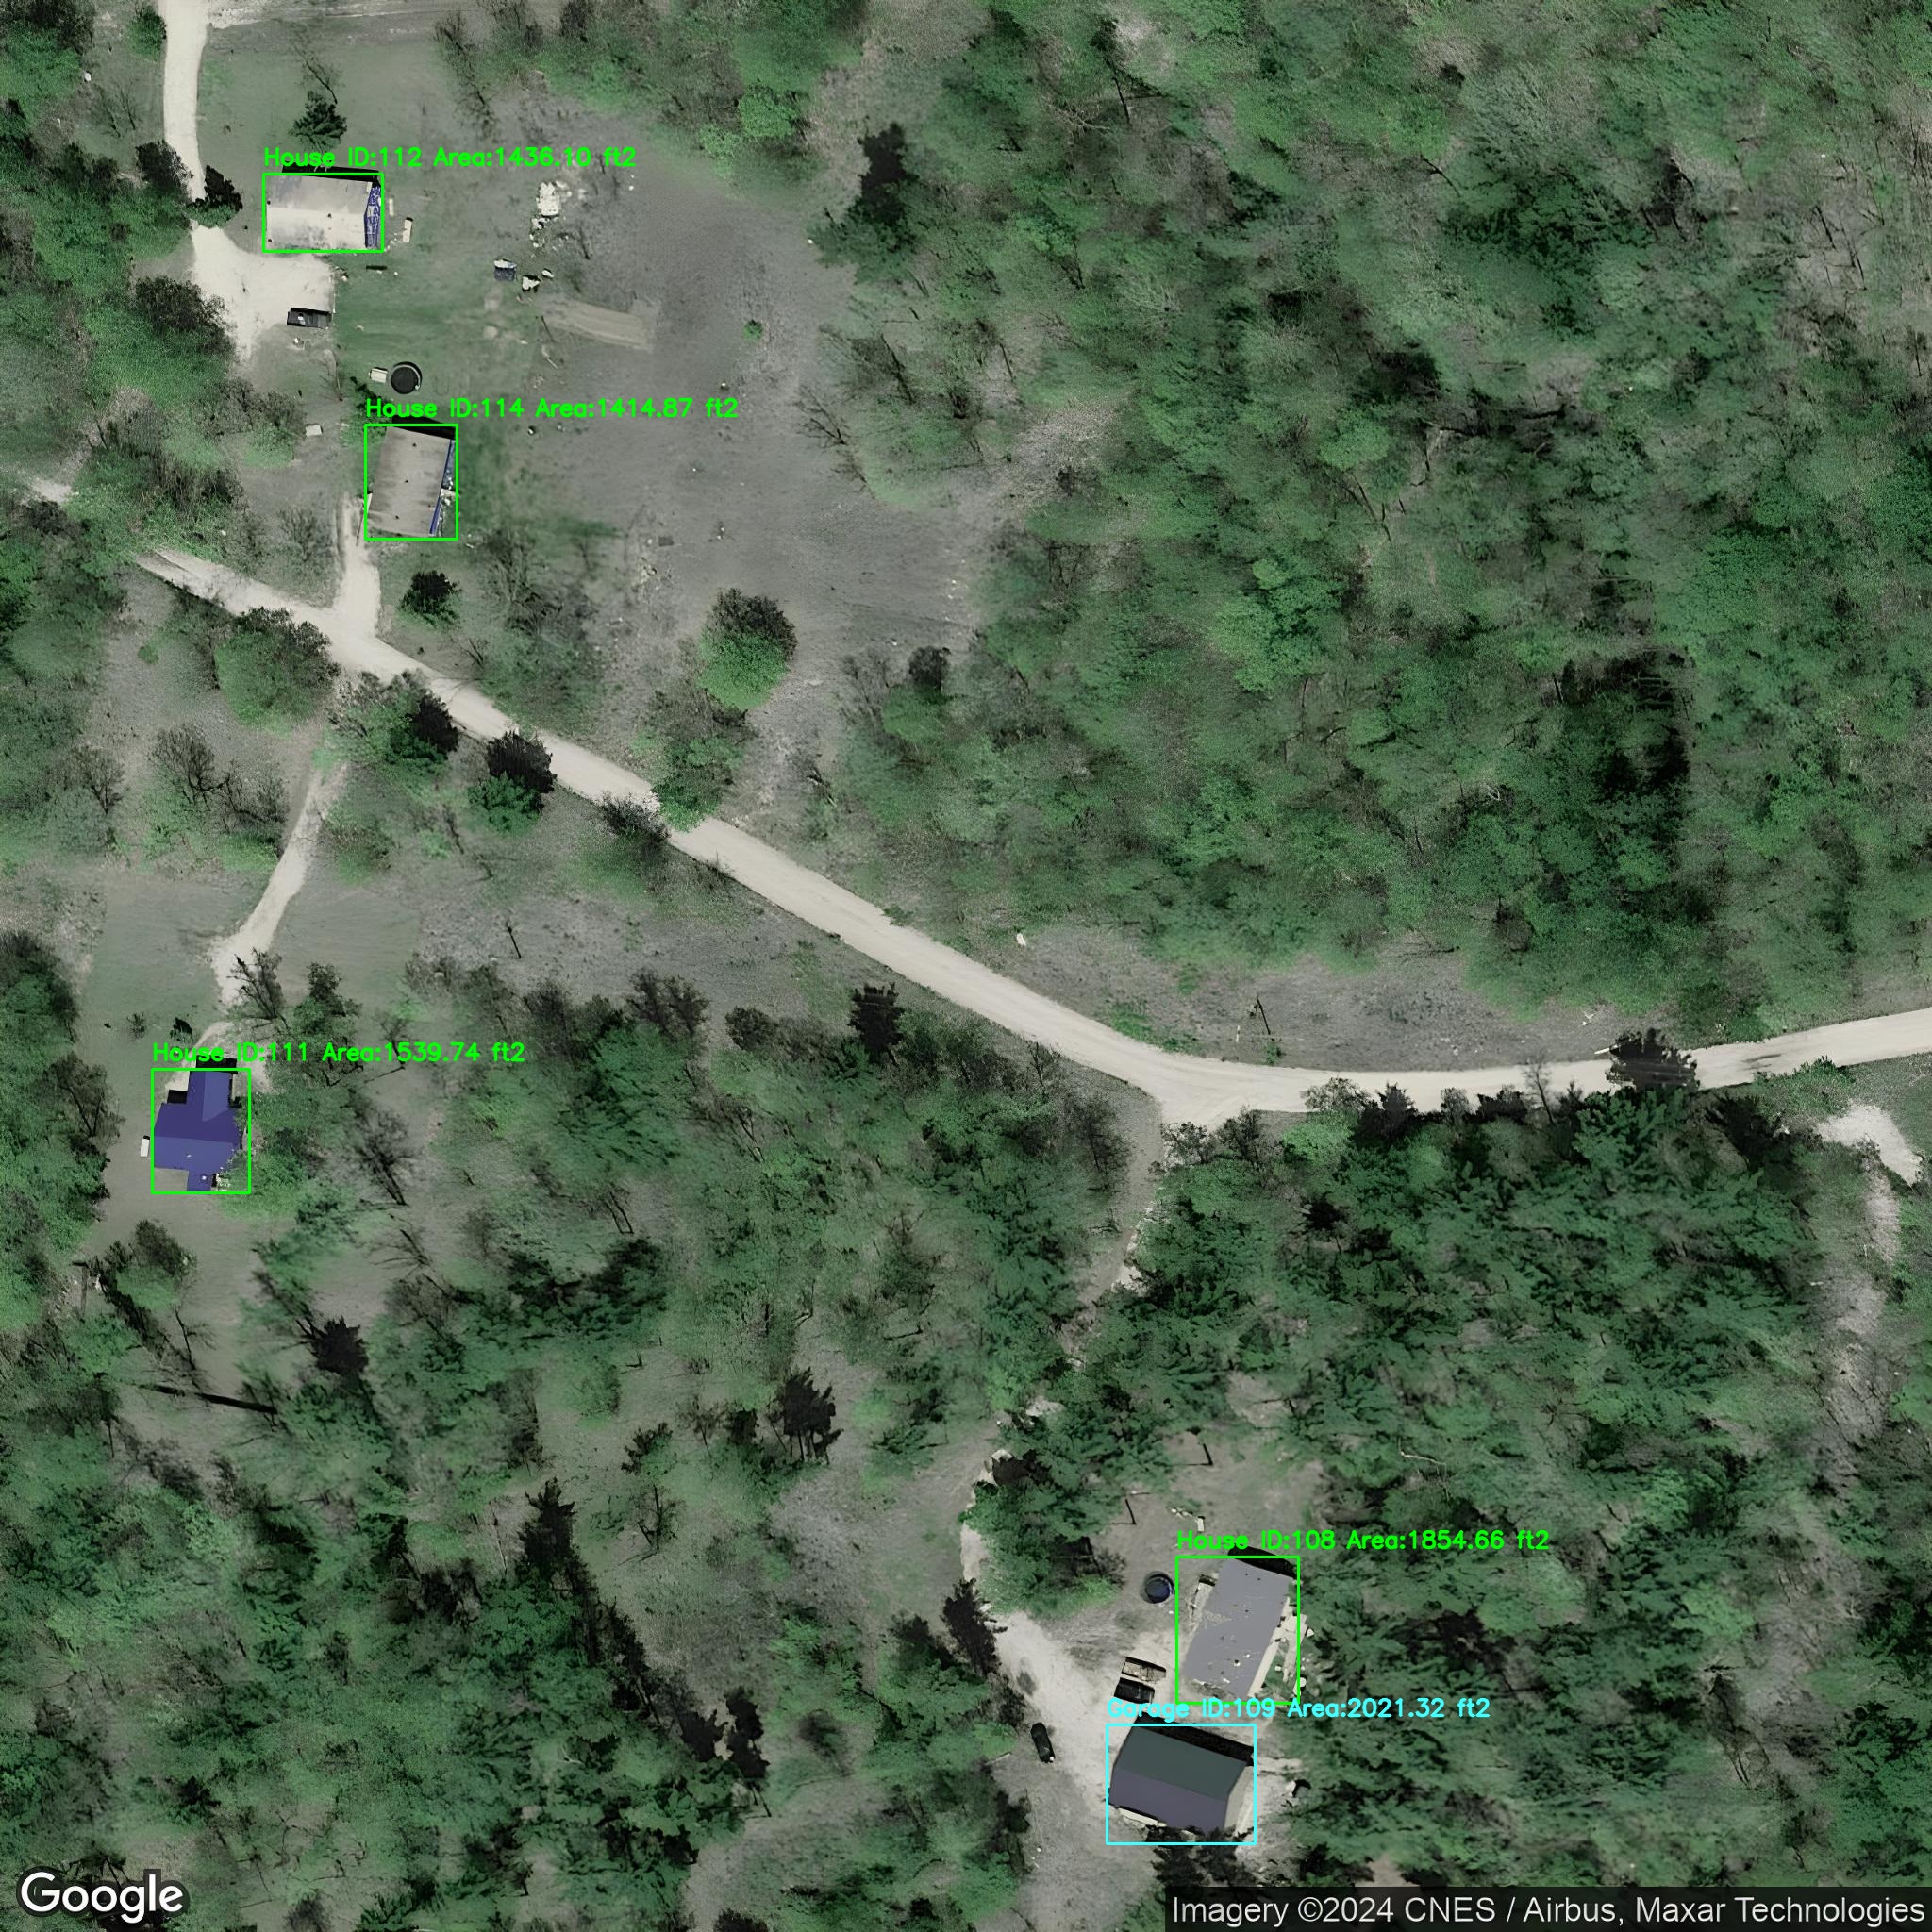 House ID:112 Area:1436.10 ft2
House ID:114 Area:1414.87 ft2
House ID:111 Area:1539.74 ft2
House ID:108 Area:1854.66 ft2
Garage ID:109 Area:2021.32 ft2
Google
Imagery ©2024 CNES / Airbus, Maxar Technologies